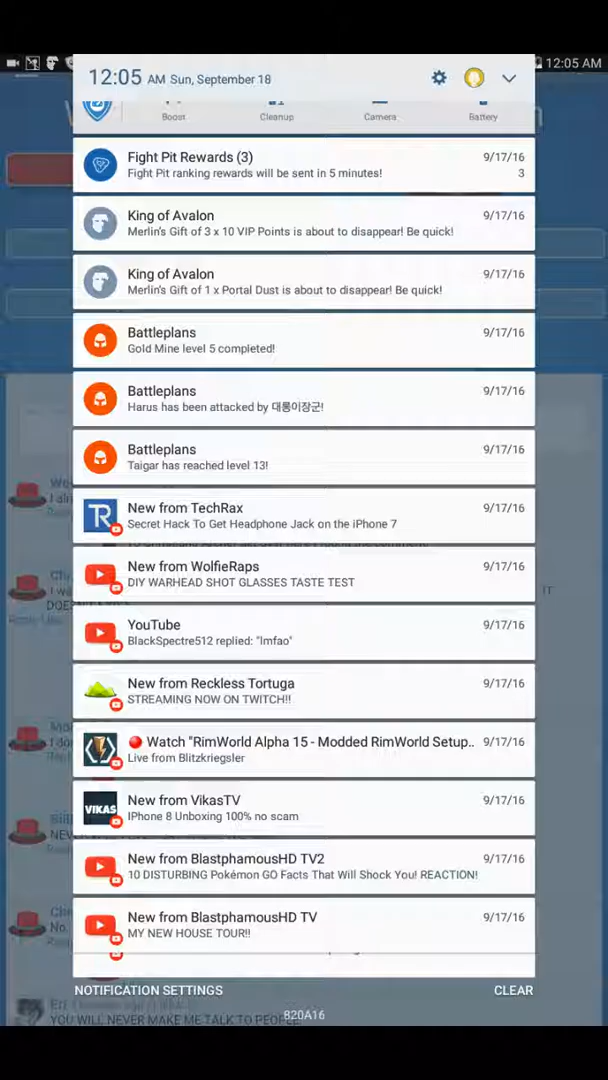 12:05 AM Sun, September 18
12:05 AM
Boost Cleanup Camera Battery
Fight Pit Rewards (3) 9/17/16
Fight Pit ranking rewards will be sent in 5 minutes! 3
King of Avalon 9/17/16
Merlin's Gift of 3 x 10 VIP Points is about to disappear! Be quick!
King of Avalon 9/17/16
Merlin's Gift of 1 x Portal Dust is about to disappear! Be quick!
Battleplans 9/17/16
Gold Mine level 5 completed!
Battleplans 9/17/16
Harus has been attacked by 대롱이장군!
Battleplans 9/17/16
Taigar has reached level 13!
New from TechRax 9/17/16
Secret Hack To Get Headphone Jack on the iPhone 7
New from WolfieRaps 9/17/16
DIY WARHEAD SHOT GLASSES TASTE TEST
YouTube 9/17/16
BlackSpectre512 replied: "lmfao"
New from Reckless Tortuga 9/17/16
STREAMING NOW ON TWITCH!!
Watch "RimWorld Alpha 15 - Modded RimWorld Setup.. 9/17/16
Live from Blitzkriegsler
VIKAS
New from VikasTV 9/17/16
IPhone 8 Unboxing 100% no scam
New from BlastphamousHD TV2 9/17/16
10 DISTURBING Pokémon GO Facts That Will Shock You! REACTION!
New from BlastphamousHD TV 9/17/16
MY NEW HOUSE TOUR!!
NOTIFICATION SETTINGS CLEAR
820A16
YOU WILL NEVER MAKE ME TALK TO PEOPLE